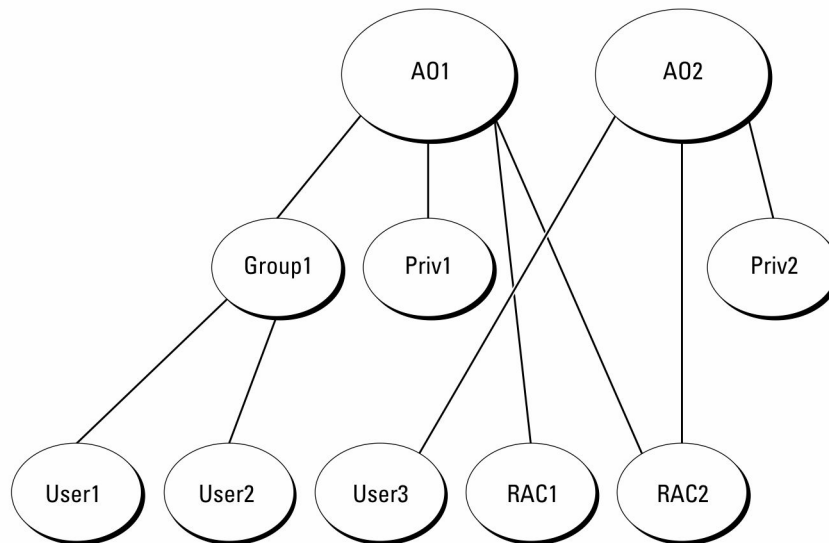 AO1
AO2
Group1
Priv1
Priv2
User1
User2
User3
RAC1
RAC2